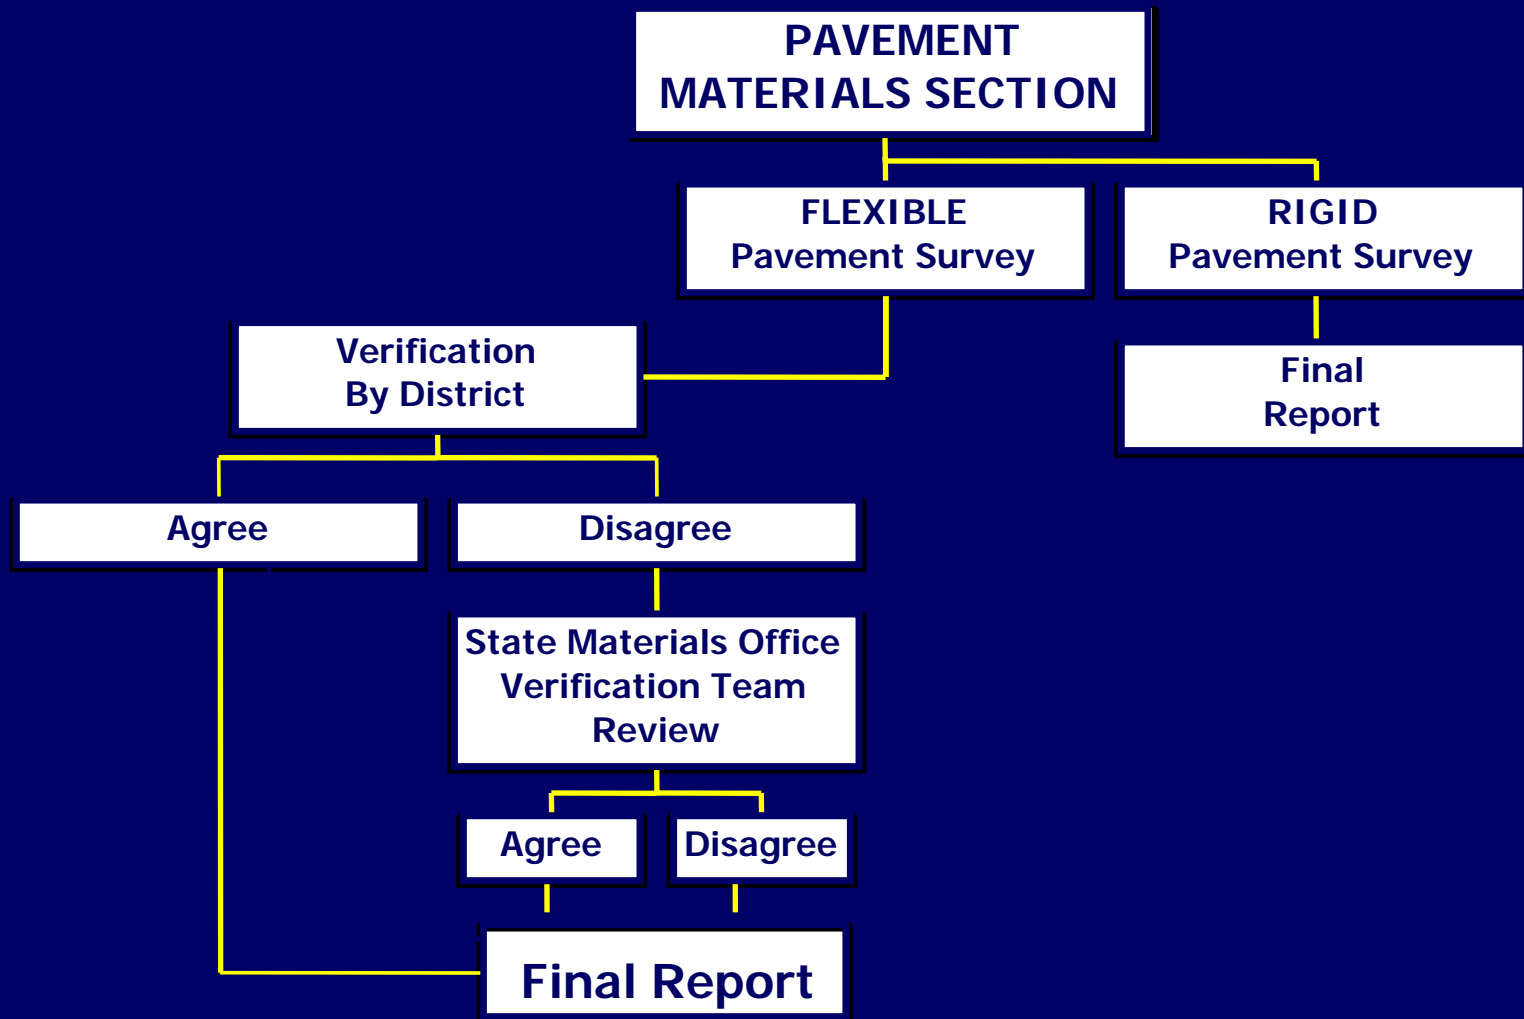 PAVEMENT
MATERIALS SECTION
FLEXIBLE
Pavement Survey
RIGID
Pavement Survey
Verification
By District
Final
Report
Agree
Disagree
State Materials Office
Verification Team
Review
Agree
Disagree
Final Report